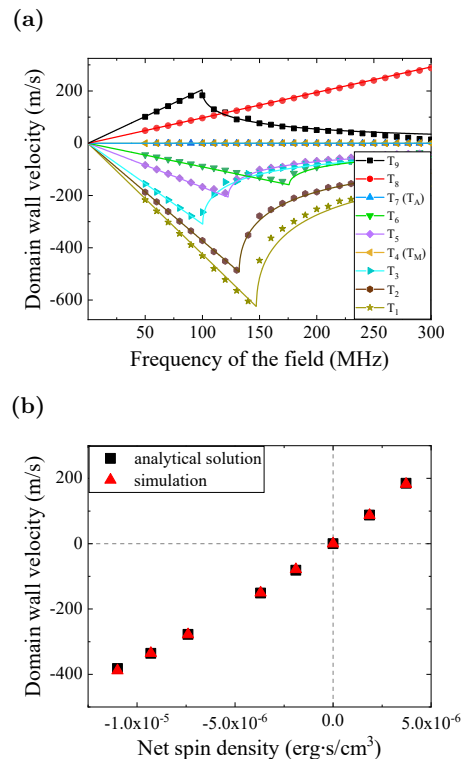 (a)
Domain wall velocity (m/s)
200
0
-200
-400
-600
T9
T8
T7 (TA)
T6
T5
T4 (TM)
T3
T2
T1
50 100 150 200 250 300
Frequency of the field (MHz)
(b)
Domain wall velocity (m/s)
200
0
-200
-400
analytical solution
simulation
-1.0x10⁻⁵ -5.0x10⁻⁶ 0.0 5.0x10⁻⁶
Net spin density (erg·s/cm³)